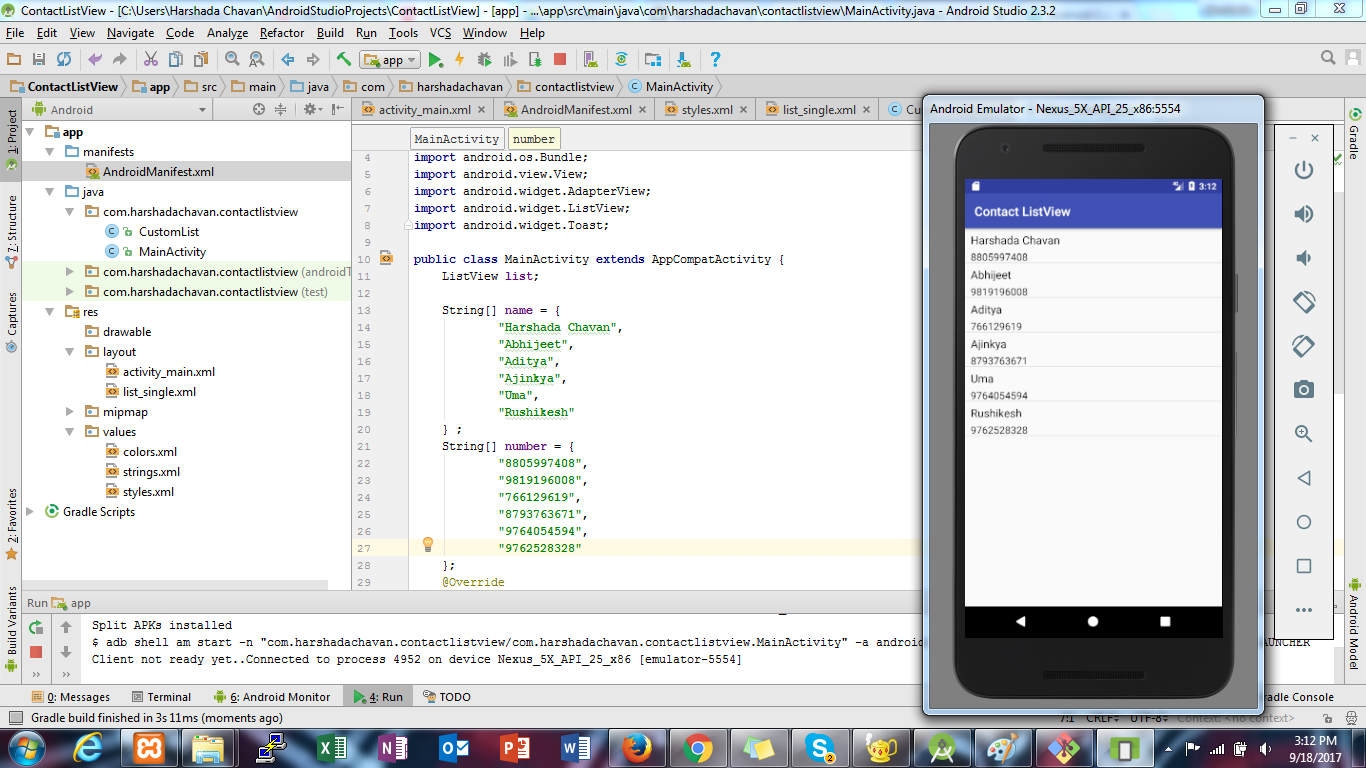 ContactListView - [C:\Users\Harshada Chavan\AndroidStudioProjects\ContactListView] - [app] - ...\app\src\main\java\com\harshadachavan\contactlistview\MainActivity.java - Android Studio 2.3.2
File Edit View Navigate Code Analyze Refactor Build Run Tools VCS Window Help
app
ContactListView app src main java com harshadachavan contactlistview MainActivity
Android
activity_main.xml AndroidManifest.xml styles.xml list_single.xml
MainActivity number
1: Project
7: Structure
Captures
2: Favorites
Build Variants
app
manifests
AndroidManifest.xml
java
com.harshadachavan.contactlistview
CustomList
MainActivity
com.harshadachavan.contactlistview
com.harshadachavan.contactlistview (test)
res
drawable
layout
activity_main.xml
list_single.xml
mipmap
values
colors.xml
strings.xml
styles.xml
Gradle Scripts
4 import android.os.Bundle;
5 import android.view.View;
6 import android.widget.AdapterView;
7 import android.widget.ListView;
8 import android.widget.Toast;
9
10 public class MainActivity extends AppCompatActivity {
11 ListView list;
12
13 String[] name = {
14 "Harshada Chavan",
15 "Abhijeet",
16 "Aditya",
17 "Ajinkya",
18 "Uma",
19 "Rushikesh"
20 } ;
21 String[] number = {
22 "8805997408",
23 "9819196008",
24 "766129619",
25 "8793763671",
26 "9764054594",
27 "9762528328"
28 };
29 @Override
Android Emulator - Nexus_5X_API_25_x86:5554
3:12
Contact ListView
Harshada Chavan
8805997408
Abhijeet
9819196008
Aditya
766129619
Ajinkya
8793763671
Uma
9764054594
Rushikesh
9762528328
Gradle
Android Model
Run app
Split APKs installed
$ adb shell am start -n "com.harshadachavan.contactlistview/com.harshadachavan.contactlistview.MainActivity" -a android
Client not ready yet..Connected to process 4952 on device Nexus_5X_API_25_x86 [emulator-5554]
0: Messages Terminal 6: Android Monitor 4: Run TODO Console
Gradle build finished in 3s 11ms (moments ago) 7:1 CRLF UTF-8 Context: <no context>
2
3:12 PM
9/18/2017